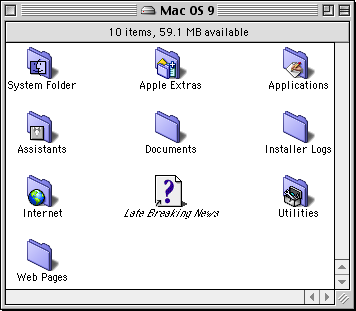 Mac OS 9
10 items, 59.1 MB available
System Folder
Apple Extras
Applications
Assistants
Documents
Installer Logs
Internet
?
Late Breaking News
Utilities
Web Pages